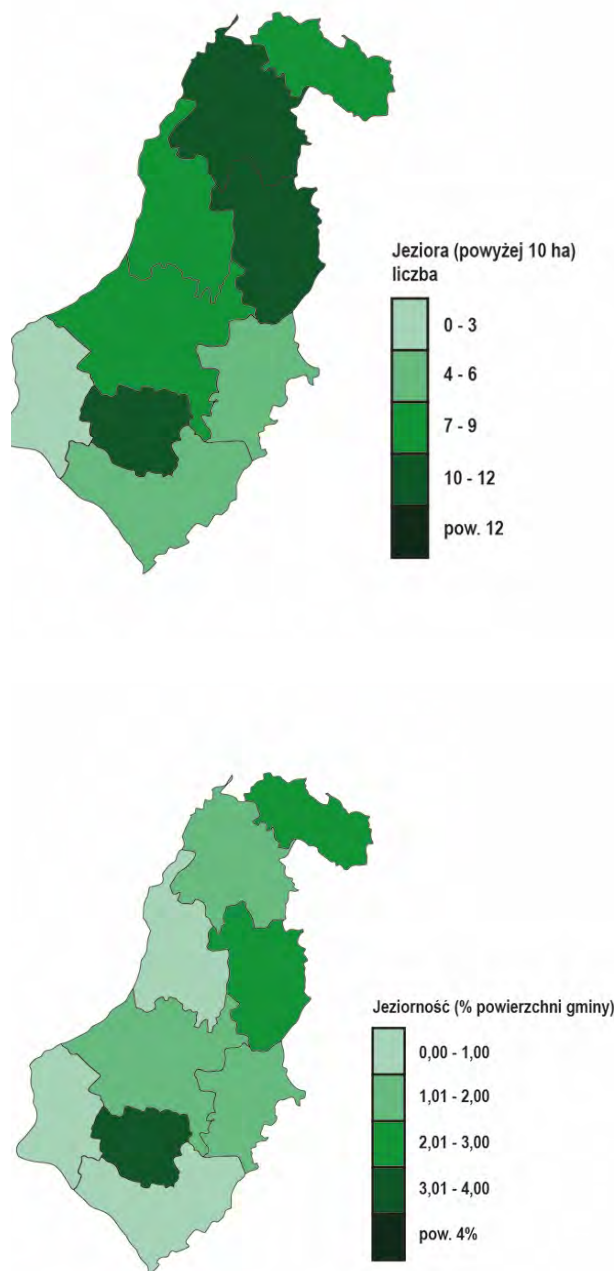 Jeziora (powyżej 10 ha)
liczba
0 - 3
4 - 6
7 - 9
10 - 12
pow. 12
Jeziorność (% powierzchni gminy)
0,00 - 1,00
1,01 - 2,00
2,01 - 3,00
3,01 - 4,00
pow. 4%